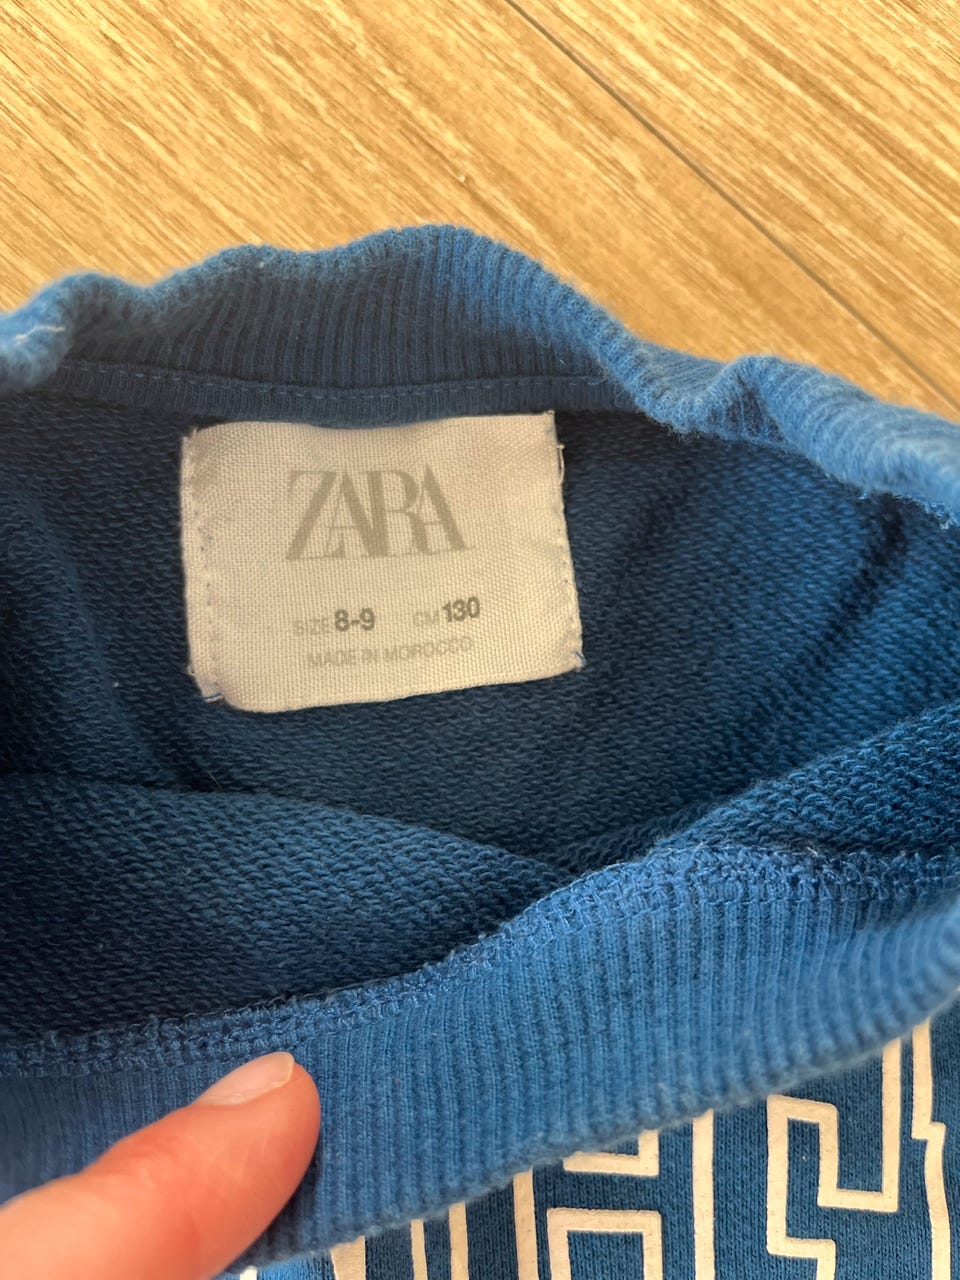 ZARA
SIZE 8-9 CM 130
MADE IN MOROCCO